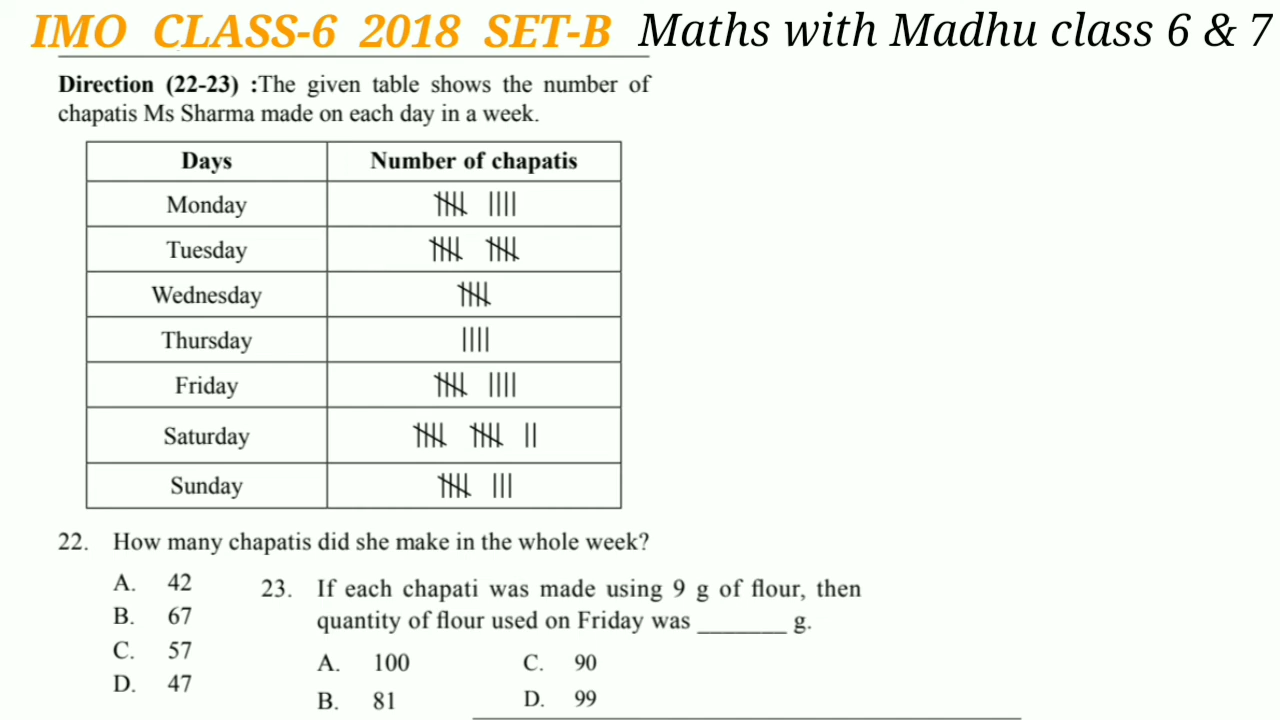 IMO CLASS-6 2018 SET-B Maths with Madhu class 6 & 7
Direction (22-23) :The given table shows the number of
chapatis Ms Sharma made on each day in a week.
Days Number of chapatis
Monday
Tuesday
Wednesday
Thursday
Friday
Saturday
Sunday
22. How many chapatis did she make in the whole week?
A. 42
B. 67
C. 57
D. 47
23. If each chapati was made using 9 g of flour, then
quantity of flour used on Friday was _______ g.
A. 100 C. 90
B. 81 D. 99